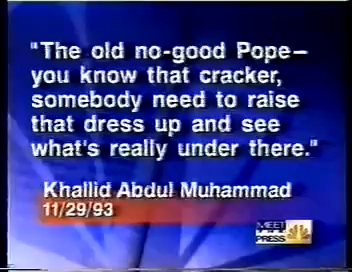 "The old no-good Pope—
you know that cracker,
somebody need to raise
that dress up and see
what's really under there."
Khallid Abdul Muhammad
11/29/93
MEET
PRESS